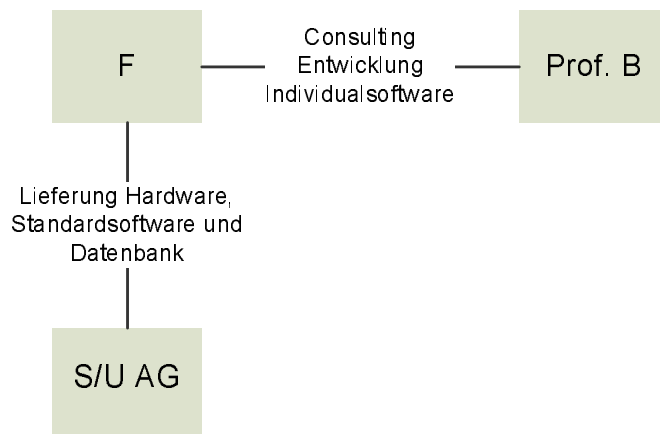 F
Consulting
Entwicklung
Individualsoftware
Prof. B
Lieferung Hardware,
Standardsoftware und
Datenbank
S/U AG